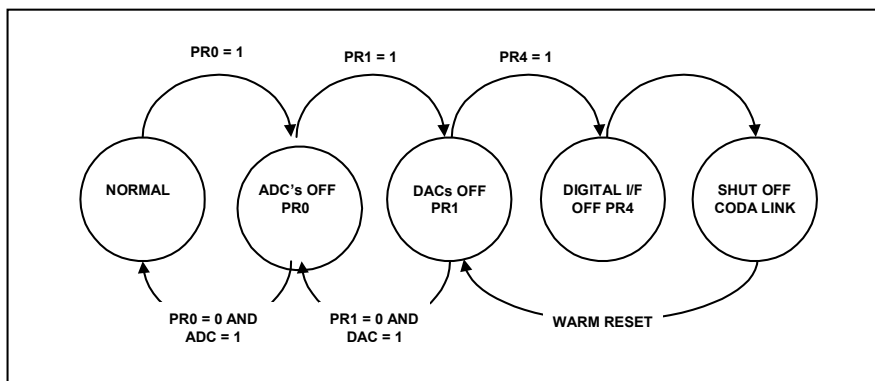 PR0 = 1
PR1 = 1
PR4 = 1
NORMAL
ADC's OFF
PR0
DACs OFF
PR1
DIGITAL I/F
OFF PR4
SHUT OFF
CODA LINK
PR0 = 0 AND
ADC = 1
PR1 = 0 AND
DAC = 1
WARM RESET